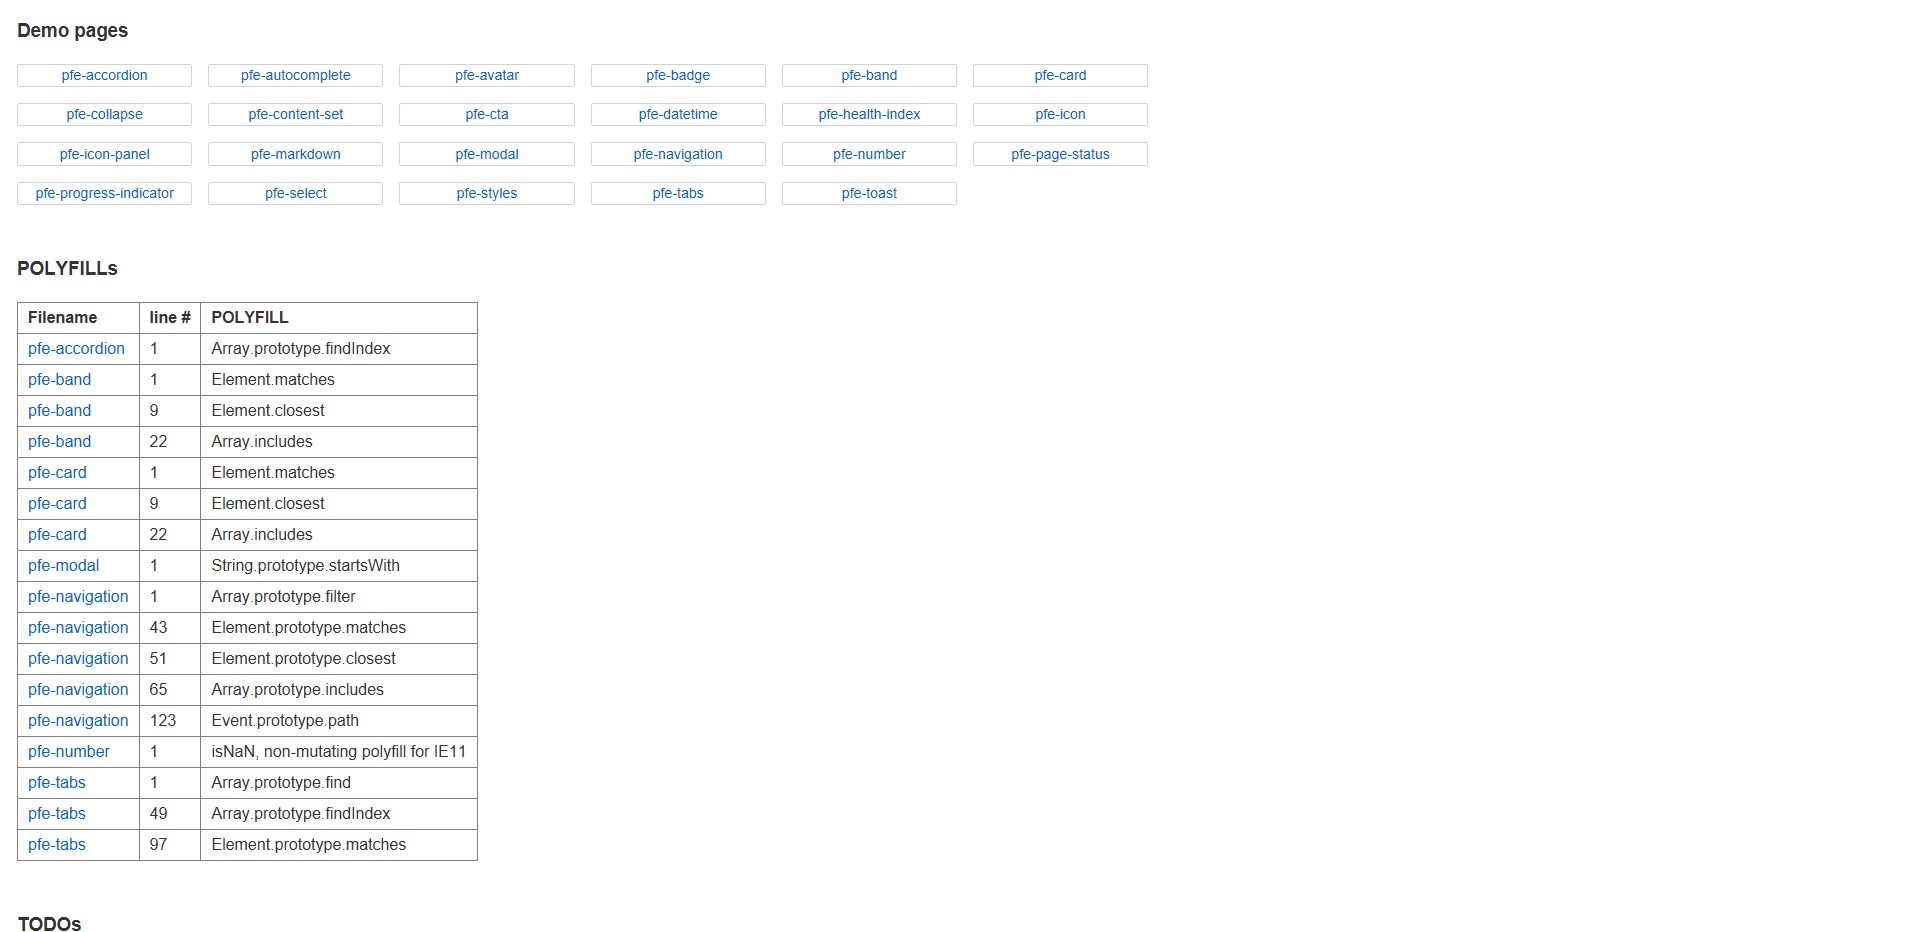 Demo pages
pfe-accordion pfe-autocomplete pfe-avatar pfe-badge pfe-band pfe-card
pfe-collapse pfe-content-set pfe-cta pfe-datetime pfe-health-index pfe-icon
pfe-icon-panel pfe-markdown pfe-modal pfe-navigation pfe-number pfe-page-status
pfe-progress-indicator pfe-select pfe-styles pfe-tabs pfe-toast
POLYFILLs
Filename line # POLYFILL
pfe-accordion 1 Array.prototype.findIndex
pfe-band 1 Element.matches
pfe-band 9 Element.closest
pfe-band 22 Array.includes
pfe-card 1 Element.matches
pfe-card 9 Element.closest
pfe-card 22 Array.includes
pfe-modal 1 String.prototype.startsWith
pfe-navigation 1 Array.prototype.filter
pfe-navigation 43 Element.prototype.matches
pfe-navigation 51 Element.prototype.closest
pfe-navigation 65 Array.prototype.includes
pfe-navigation 123 Event.prototype.path
pfe-number 1 isNaN, non-mutating polyfill for IE11
pfe-tabs 1 Array.prototype.find
pfe-tabs 49 Array.prototype.findIndex
pfe-tabs 97 Element.prototype.matches
TODOs